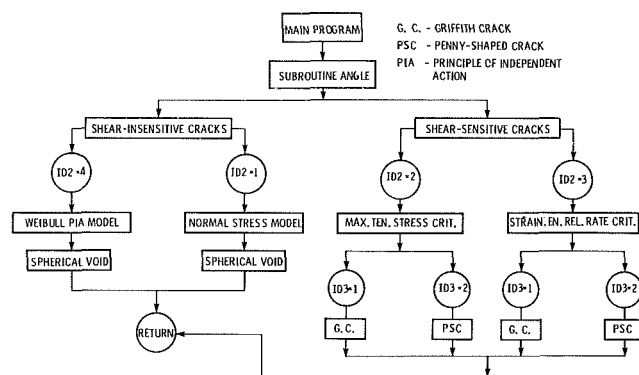 MAIN PROGRAM
G. C. - GRIFFITH CRACK
PSC - PENNY-SHAPED CRACK
PIA - PRINCIPLE OF INDEPENDENT
ACTION
SUBROUTINE ANGLE
SHEAR-INSENSITIVE CRACKS
SHEAR-SENSITIVE CRACKS
ID2=4
ID2=1
ID2=2
ID2=3
WEIBULL PIA MODEL
NORMAL STRESS MODEL
MAX. TEN. STRESS CRIT.
STRAIN. EN. REL. RATE CRIT.
SPHERICAL VOID
SPHERICAL VOID
ID3=1
ID3=2
ID3=1
ID3=2
RETURN
G. C.
PSC
G. C.
PSC